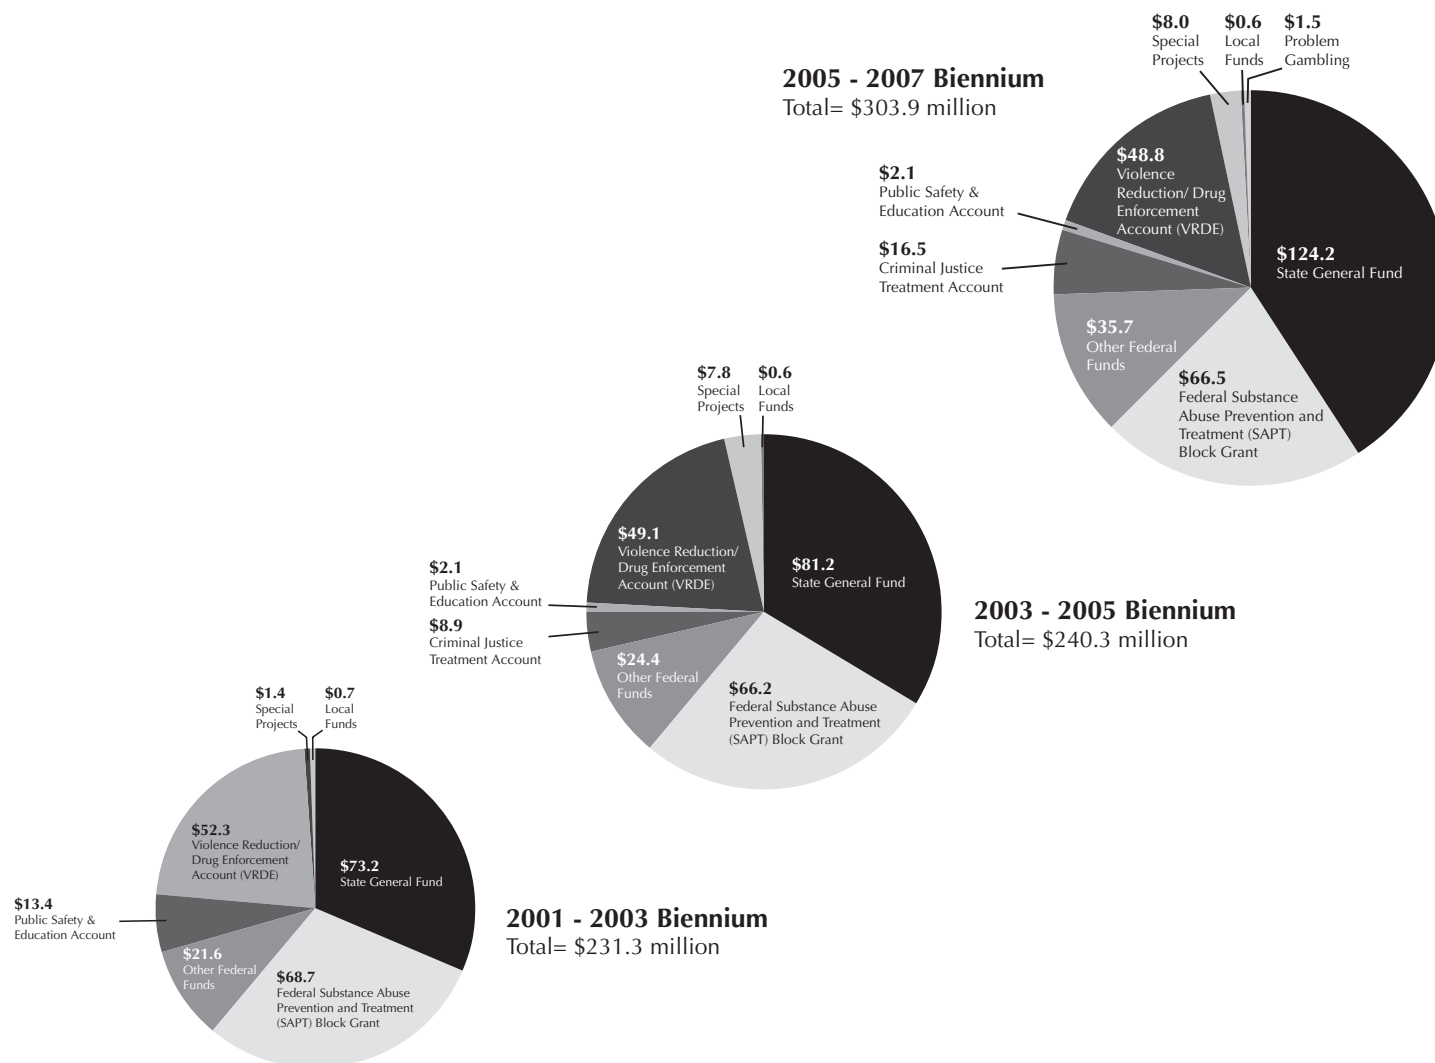 $8.0
Special
Projects
$0.6
Local
Funds
$1.5
Problem
Gambling
2005 - 2007 Biennium
Total= $303.9 million
$48.8
Violence
Reduction/ Drug
Enforcement
Account (VRDE)
$2.1
Public Safety &
Education Account
$16.5
Criminal Justice
Treatment Account
$124.2
State General Fund
$35.7
Other Federal
Funds
$66.5
Federal Substance
Abuse Prevention and
Treatment (SAPT)
Block Grant
$7.8
Special
Projects
$0.6
Local
Funds
$49.1
Violence Reduction/
Drug Enforcement
Account (VRDE)
$81.2
State General Fund
$2.1
Public Safety &
Education Account
$8.9
Criminal Justice
Treatment Account
2003 - 2005 Biennium
Total= $240.3 million
$24.4
Other Federal
Funds
$66.2
Federal Substance Abuse
Prevention and Treatment
(SAPT) Block Grant
$1.4
Special
Projects
$0.7
Local
Funds
$52.3
Violence Reduction/
Drug Enforcement
Account (VRDE)
$73.2
State General Fund
$13.4
Public Safety &
Education Account
2001 - 2003 Biennium
Total= $231.3 million
$21.6
Other Federal
Funds
$68.7
Federal Substance Abuse
Prevention and Treatment
(SAPT) Block Grant